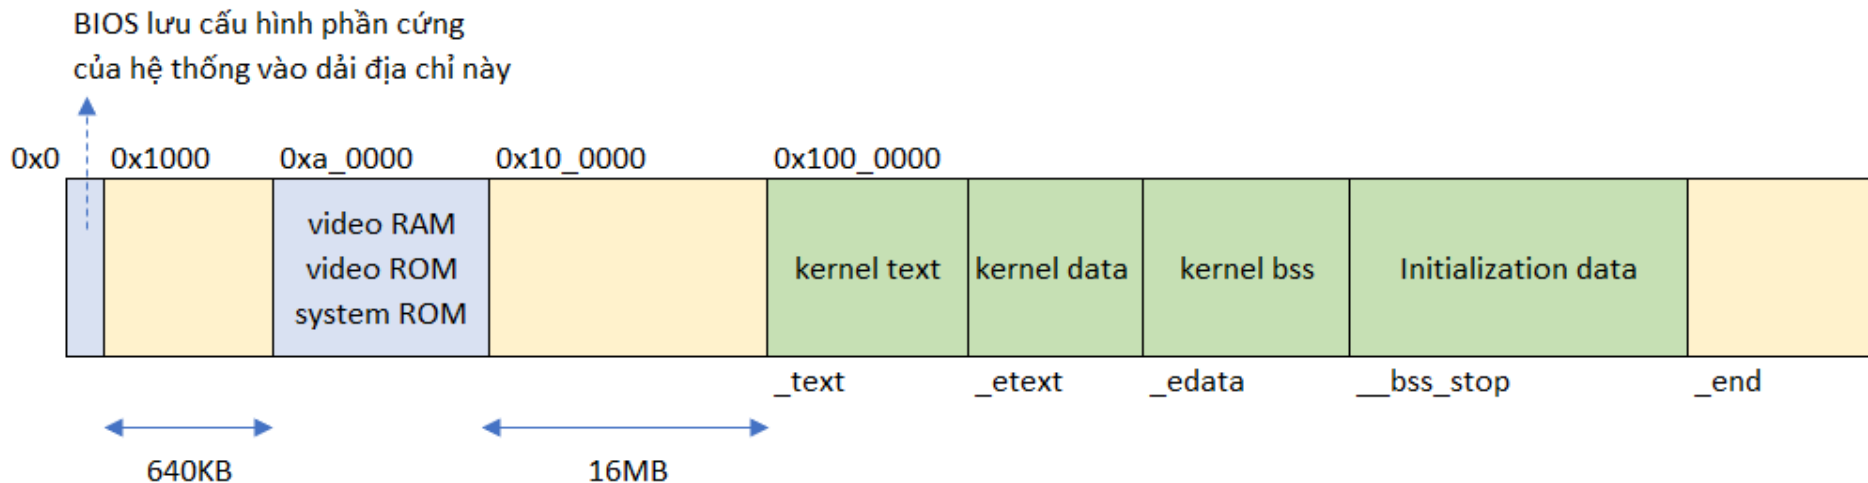 BIOS lưu cấu hình phần cứng
của hệ thống vào dải địa chỉ này
0x0 0x1000 0xa_0000 0x10_0000 0x100_0000
video RAM
video ROM
system ROM
kernel text
kernel data
kernel bss
Initialization data
_text _etext _edata __bss_stop _end
640KB 16MB